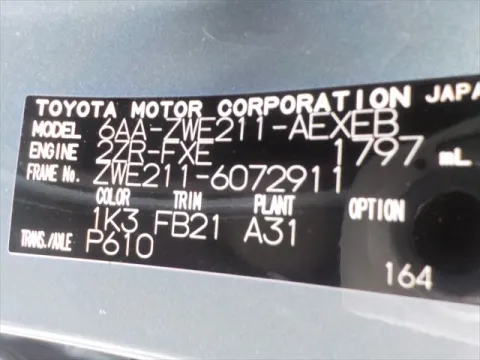 TOYOTA MOTOR CORPORATION JAPA
MODEL 6AA-ZWE211-AEXEB
ENGINE 2ZR-FXE 1797 mL
FRAME No. ZWE211-6072911
COLOR TRIM PLANT OPTION
1K3 FB21 A31
TRANS./AXLE P610
164